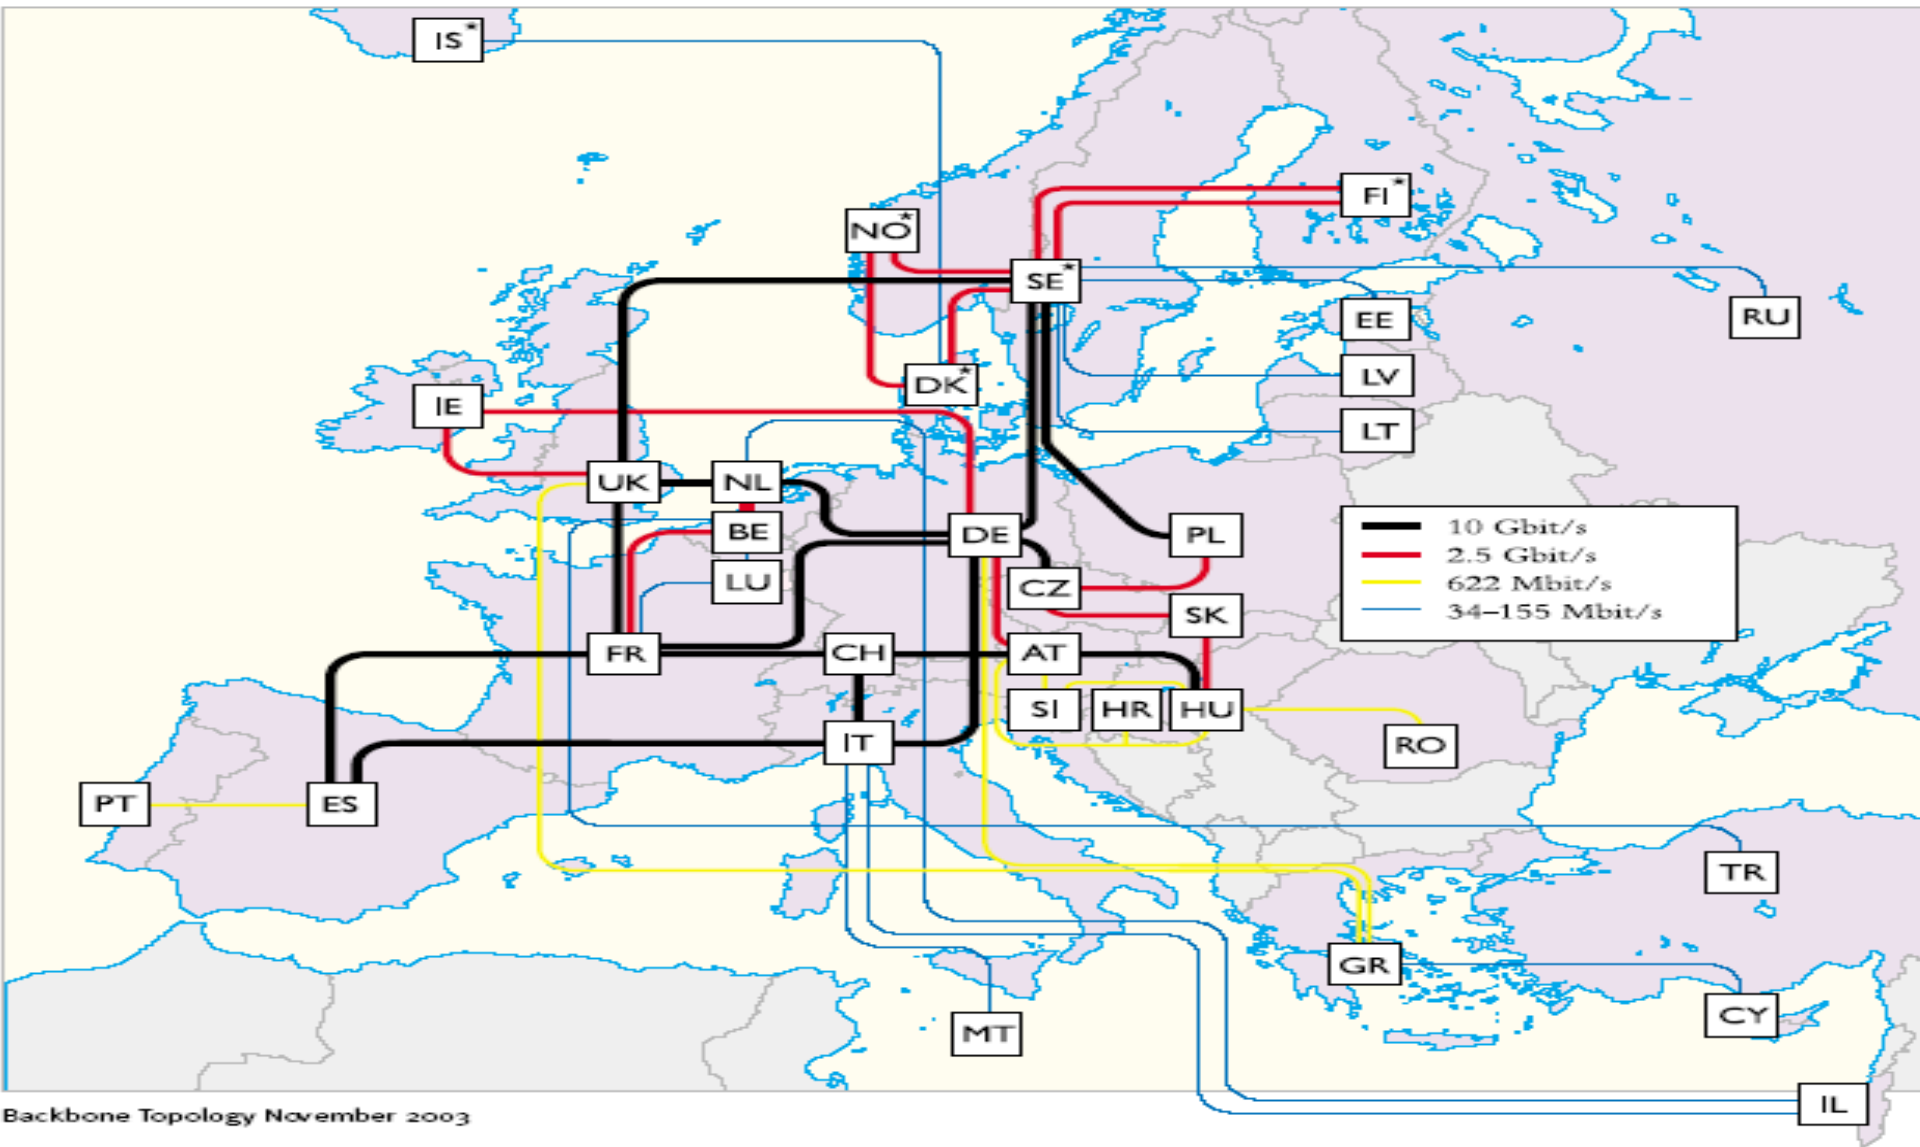 IS*
FI*
NO*
SE*
RU
EE
DK*
LV
IE
LT
UK
NL
BE
DE
PL
10 Gbit/s
2.5 Gbit/s
622 Mbit/s
34–155 Mbit/s
LU
CZ
SK
FR
CH
AT
SI
HR
HU
IT
RO
PT
ES
TR
GR
CY
MT
IL
Backbone Topology November 2003